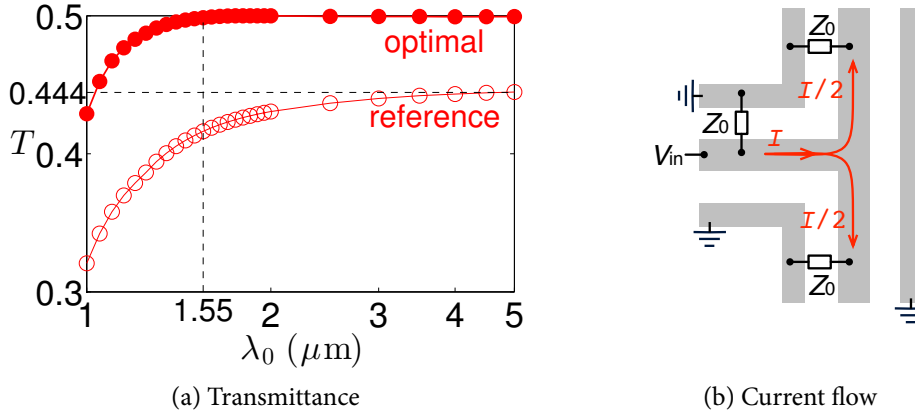 0.5
optimal
0.444
reference
T
0.4
0.3
1
1.55
2
3
4
5
λ₀ (μm)
(a) Transmittance
Z₀
I/2
Z₀
I
Vin
I/2
Z₀
(b) Current flow